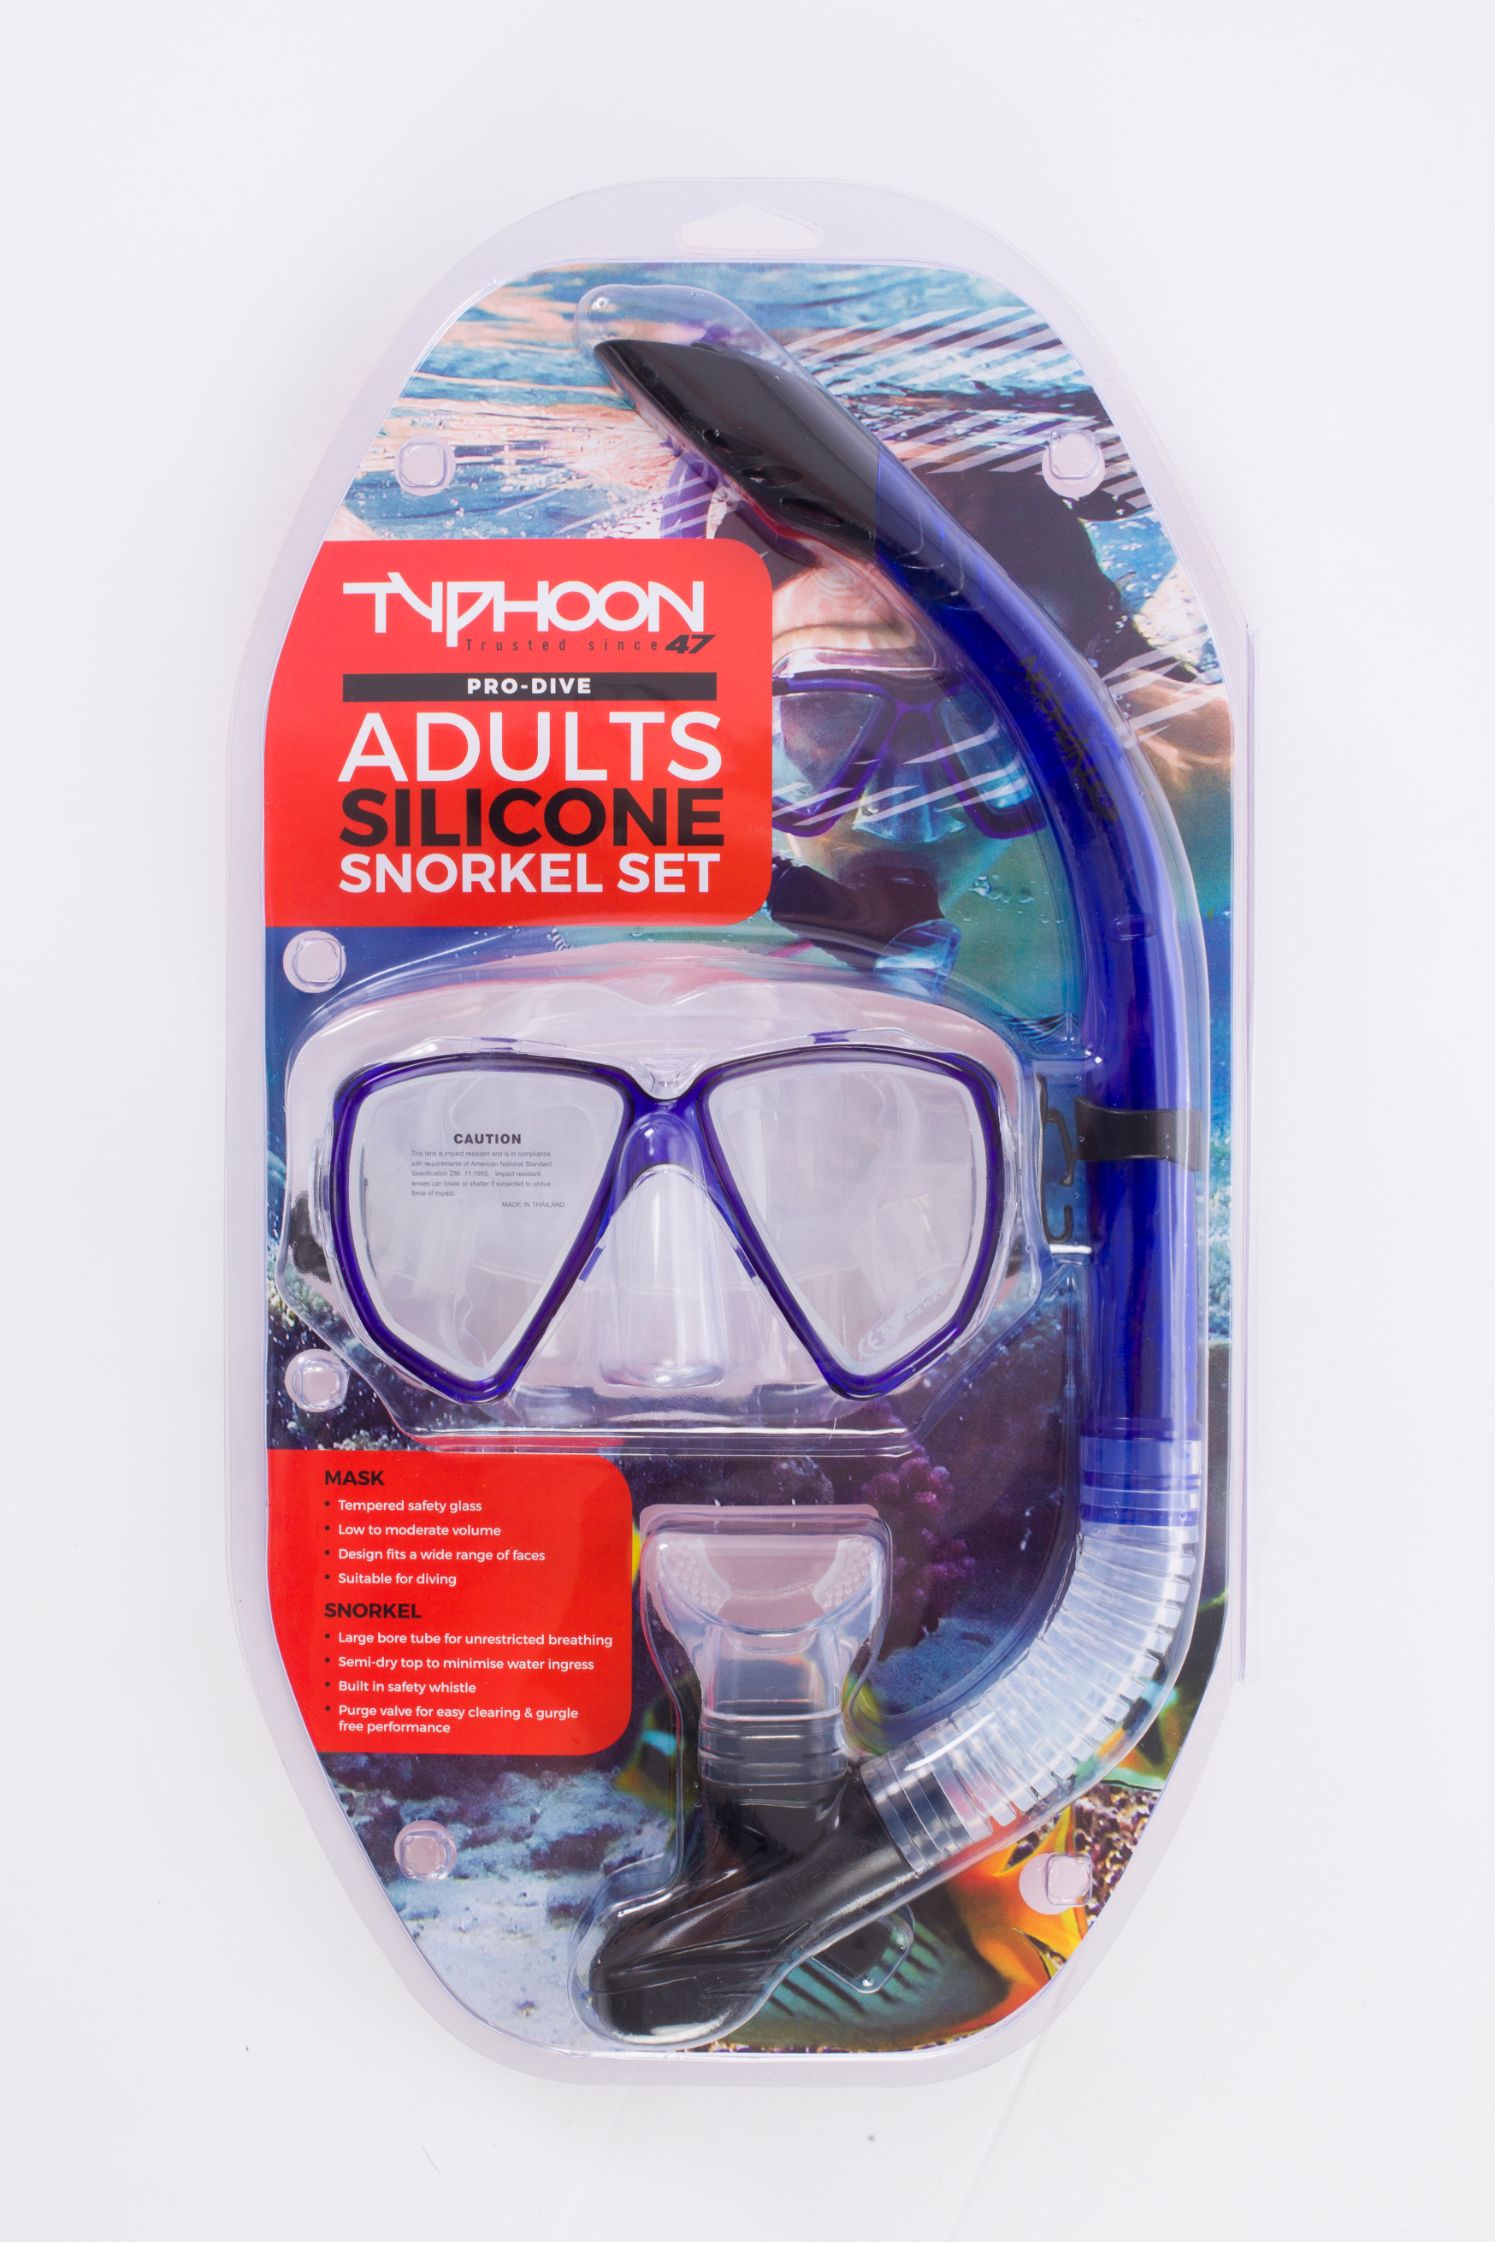 TYPHOON
Trusted since 47
PRO-DIVE
ADULTS
SILICONE
SNORKEL SET
TYPHOON
CAUTION
This lens is impact resistant and is in compliance
with requirements of American National Standard
Specification Z86. 11-1985. Impact resistant
lenses can break or shatter if subjected to undue
force of impact.
MADE IN THAILAND
CE
MASK
• Tempered safety glass
• Low to moderate volume
• Design fits a wide range of faces
• Suitable for diving
SNORKEL
• Large bore tube for unrestricted breathing
• Semi-dry top to minimise water ingress
• Built in safety whistle
• Purge valve for easy clearing & gurgle
free performance